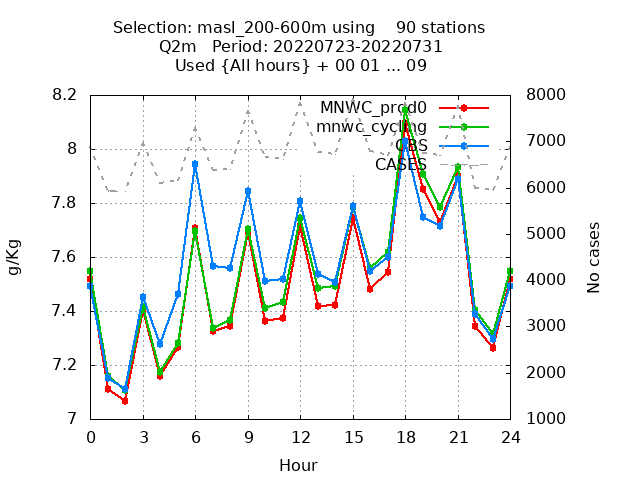 Selection: masl_200-600m using    90 stations
Q2m   Period: 20220723-20220731
Used {All hours} + 00 01 ... 09
MNWC_prod0
mnwc_cycling
OBS
CASES
8.2
8
7.8
7.6
7.4
7.2
7
8000
7000
6000
5000
4000
3000
2000
1000
g/Kg
No cases
0 3 6 9 12 15 18 21 24
Hour